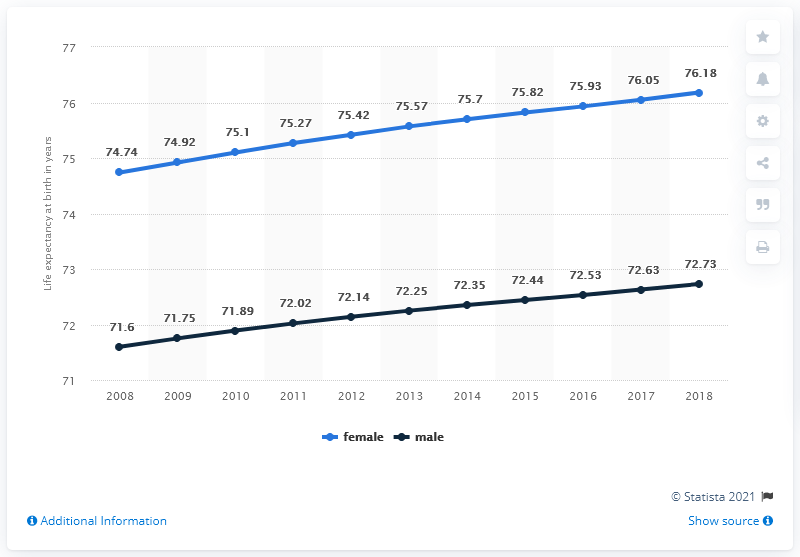 77
76
75
74
73
72
71
Life expectancy at birth in years
74.74 74.92 75.1 75.27 75.42 75.57 75.7 75.82 75.93 76.05 76.18
71.6 71.75 71.89 72.02 72.14 72.25 72.35 72.44 72.53 72.63 72.73
2008 2009 2010 2011 2012 2013 2014 2015 2016 2017 2018
female male
© Statista 2021
Additional Information Show source